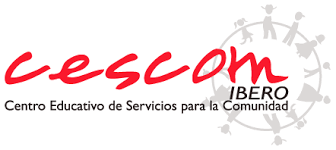 cescom
IBERO
Centro Educativo de Servicios para la Comunidad